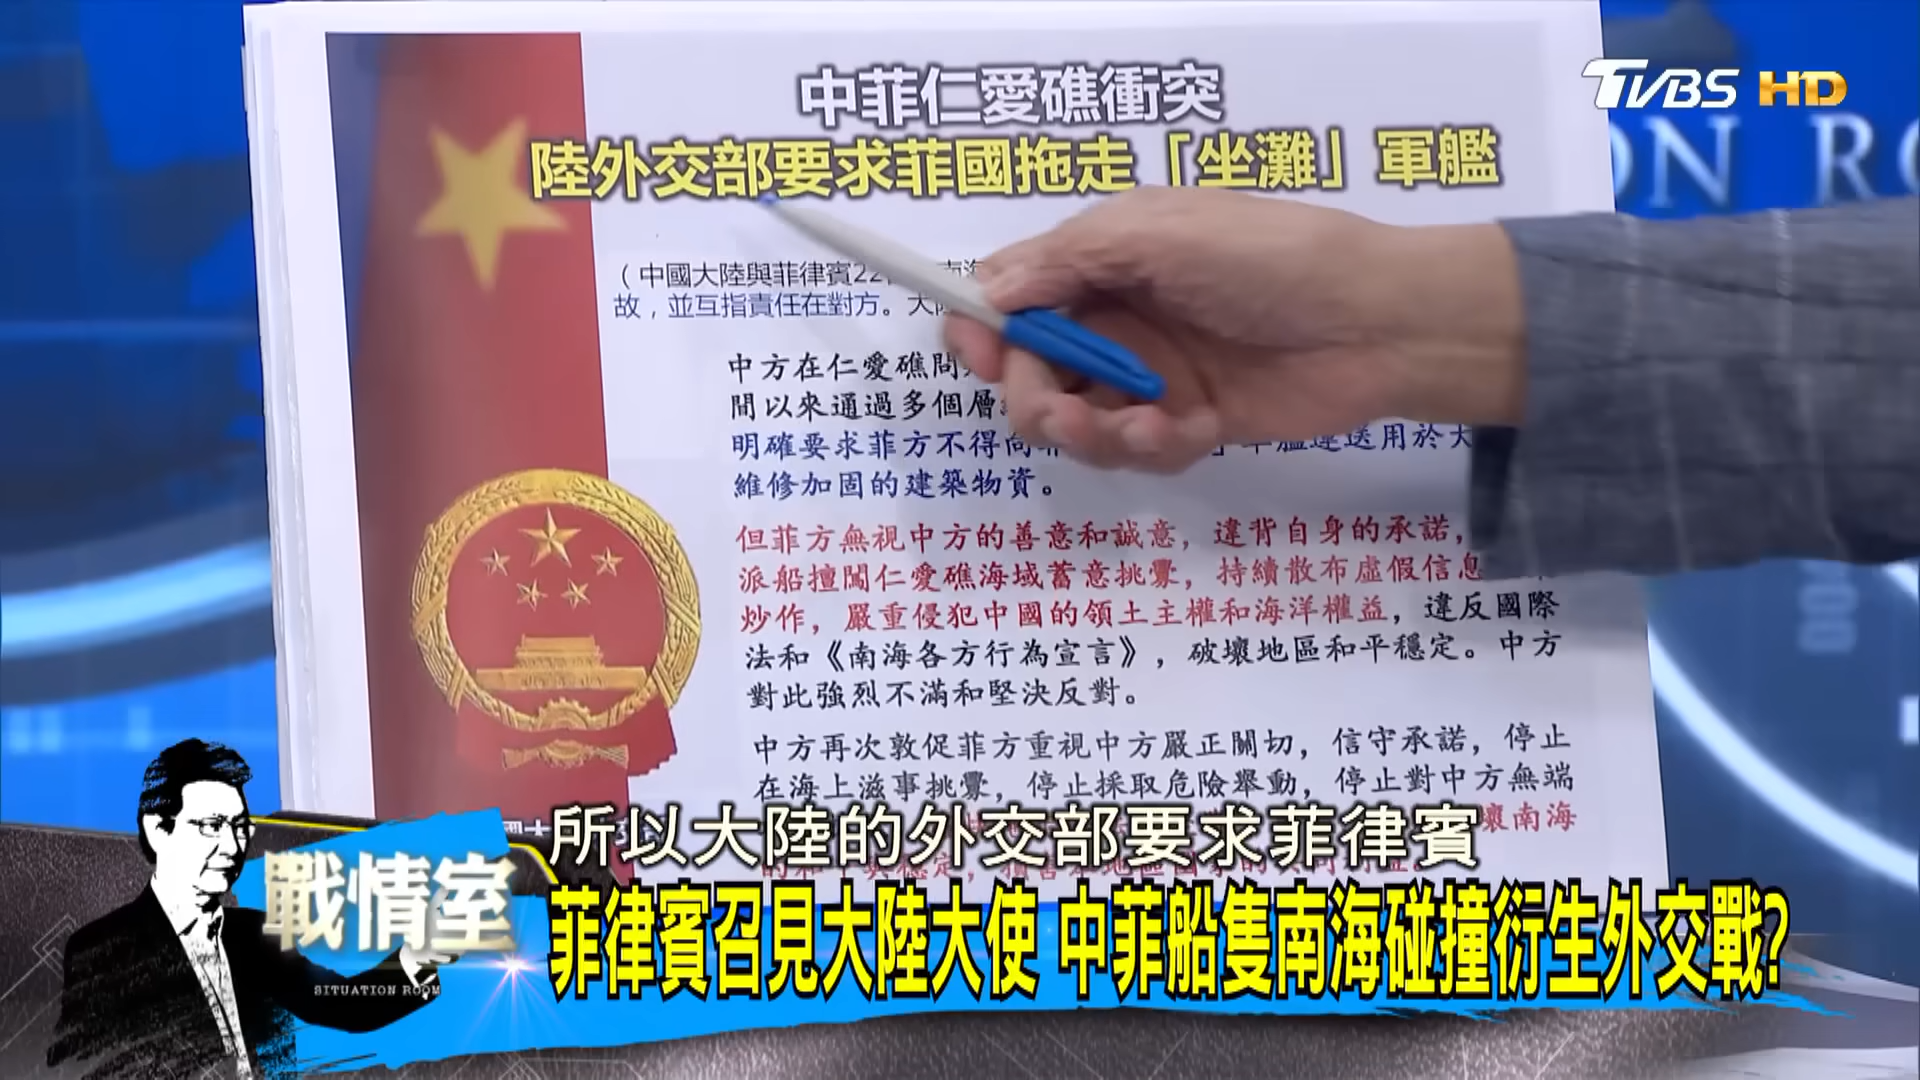 中菲仁愛礁衝突
TVBS HD
陸外交部要求菲國拖走「坐灘」軍艦
ON RO
（中國大陸與菲律賓22
故，並互指責任在對方。大陸
中方在仁愛礁問
間以來通過多個層
明確要求菲方不得向 軍艦運送用於大
維修加固的建築物資。
但菲方無視中方的善意和誠意，違背自身的承諾，
派船擅闖仁愛礁海域蓄意挑釁，持續散布虛假信息
炒作，嚴重侵犯中國的領土主權和海洋權益，違反國際
法和《南海各方行為宣言》，破壞地區和平穩定。中方
對此強烈不滿和堅決反對。
中方再次敦促菲方重視中方嚴正關切，信守承諾，停止
在海上滋事挑釁，停止採取危險舉動，停止對中方無端
壞南海
所以大陸的外交部要求菲律賓
戰情室
SITUATION ROOM
菲律賓召見大陸大使 中菲船隻南海碰撞衍生外交戰?